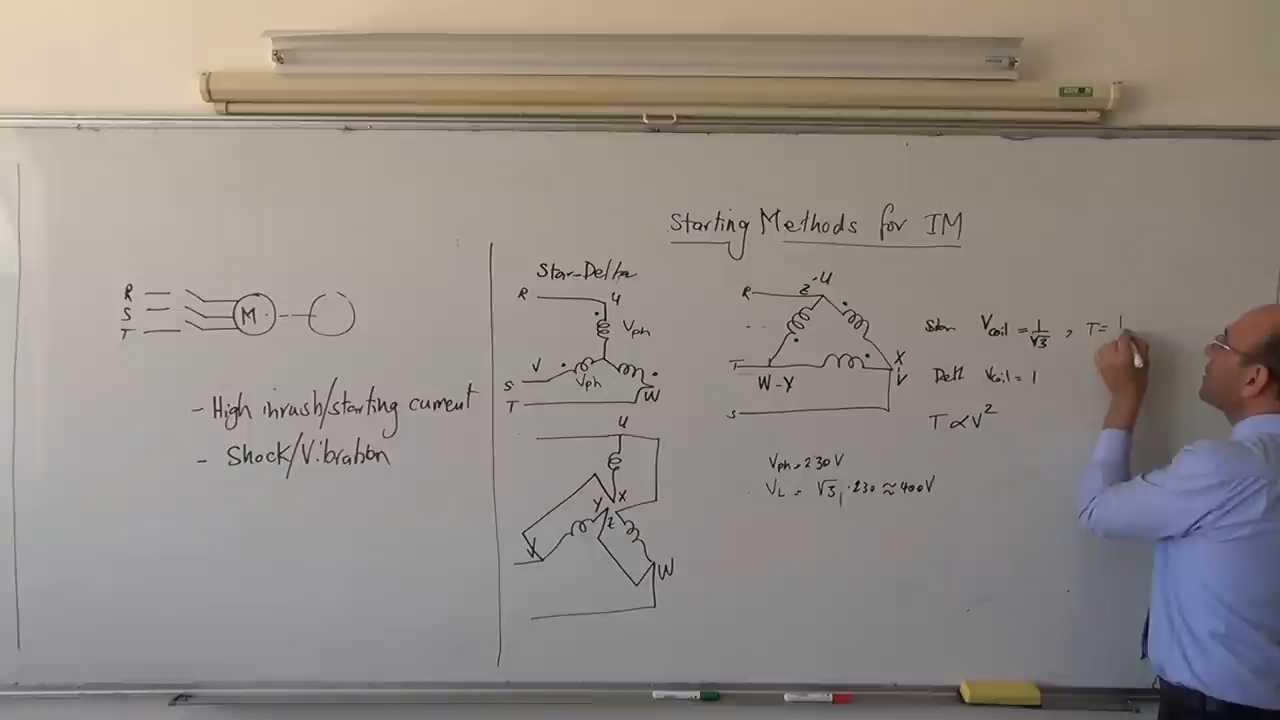 Starting Methods for IM
R
S
T
M
- High inrush/starting current
- Shock/Vibration
Star-Delta
R
U
Vph
V
Vph
S
T
W
U
X
Y
Z
V
W
R
Z-U
T
W-Y
X
V
S
Vph = 230V
VL = √3 · 230 ≈ 400V
Star Vcoil = 1/√3 , T = 1
Delt Vcoil = 1
T ∝ V²